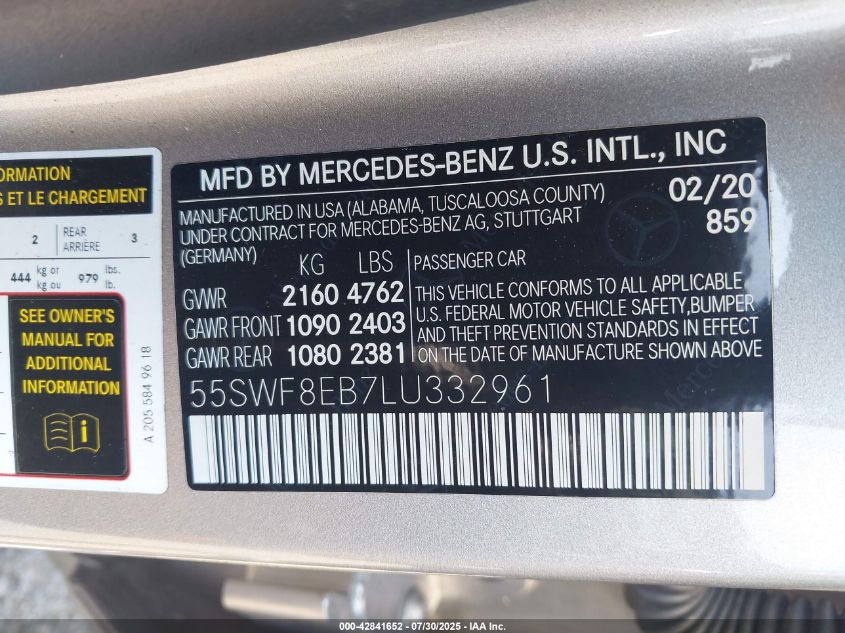 ORMATION
S ET LE CHARGEMENT
2 REAR ARRIÈRE 3
444 kg or kg ou 979 lbs. lb.
SEE OWNER'S
MANUAL FOR
ADDITIONAL
INFORMATION
A 205 584 96 18
MFD BY MERCEDES-BENZ U.S. INTL., INC
MANUFACTURED IN USA (ALABAMA, TUSCALOOSA COUNTY) 02/20
UNDER CONTRACT FOR MERCEDES-BENZ AG, STUTTGART 859
(GERMANY)
KG LBS
GVWR 2160 4762
GAWR FRONT 1090 2403
GAWR REAR 1080 2381
PASSENGER CAR
THIS VEHICLE CONFORMS TO ALL APPLICABLE
U.S. FEDERAL MOTOR VEHICLE SAFETY,BUMPER
AND THEFT PREVENTION STANDARDS IN EFFECT
ON THE DATE OF MANUFACTURE SHOWN ABOVE
55SWF8EB7LU332961
000-42841652 - 07/30/2025 - IAA Inc.